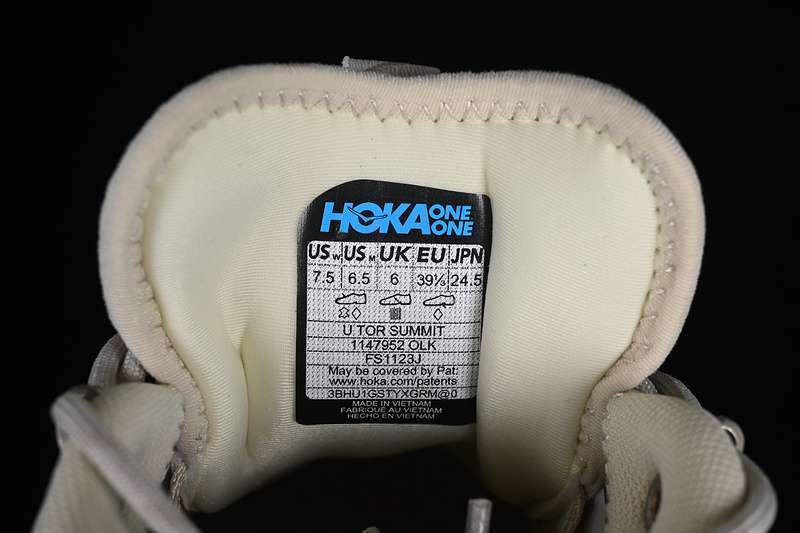 HOKA ONE ONE
US W US M UK EU JPN
7.5 6.5 6 39⅓ 24.5
U TOR SUMMIT
1147952 OLK
FS1123J
May be covered by Pat:
www.hoka.com/patents
3BHU1GSTYXGRM@0
MADE IN VIETNAM
FABRIQUÉ AU VIETNAM
HECHO EN VIETNAM